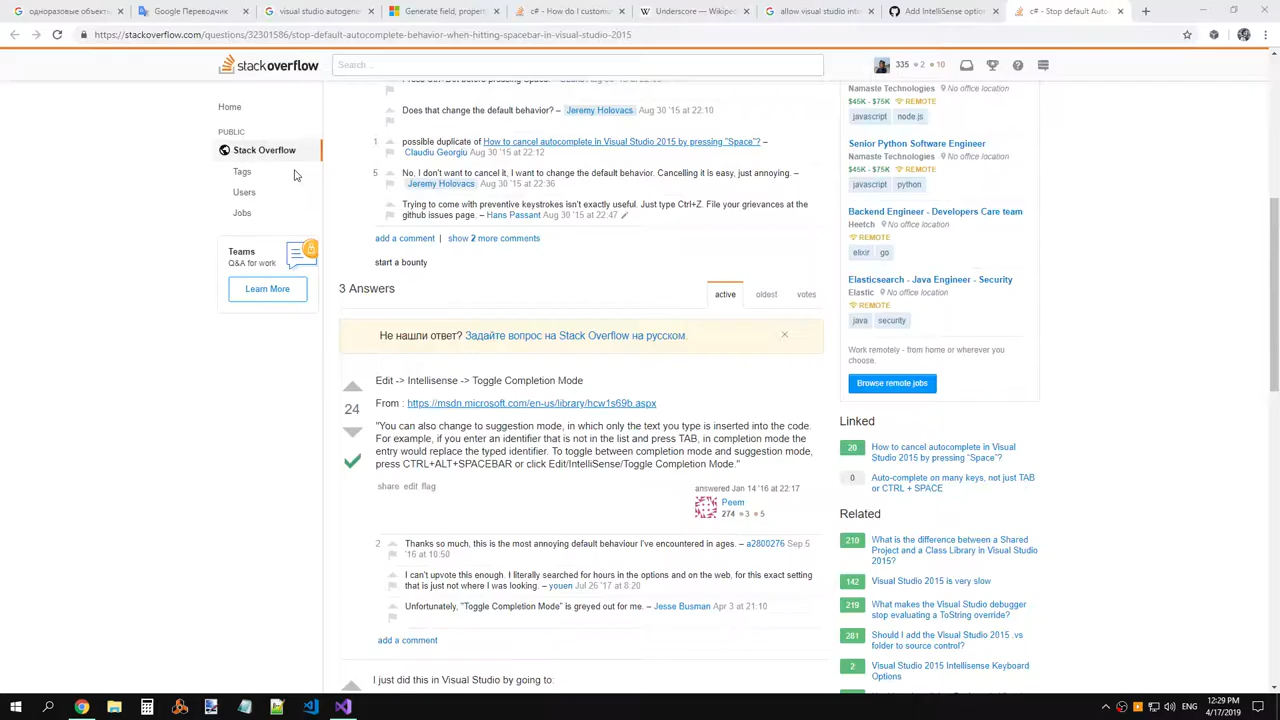 одноразовое Wikt
Google Переводч
visual studio autogene
Generate field, propert
c# - How do I customi
Underscore — Wikipec
allow visual studio int
Add hot to intelliSense opt
c# - Stop default Auto
https://stackoverflow.com/questions/32301586/stop-default-autocomplete-behavior-when-hitting-spacebar-in-visual-studio-2015
stackoverflow
Search…
335 2 10
Home
PUBLIC
Stack Overflow
Tags
Users
Jobs
Teams
Q&A for work
Learn More
Does that change the default behavior? – Jeremy Holovacs Aug 30 '15 at 22:10
1 possible duplicate of How to cancel autocomplete in Visual Studio 2015 by pressing "Space"? –
Claudiu Georgiu Aug 30 '15 at 22:12
5 No, I don't want to cancel it, I want to change the default behavior. Cancelling it is easy, just annoying. –
Jeremy Holovacs Aug 30 '15 at 22:36
Trying to come with preventive keystrokes isn't exactly useful. Just type Ctrl+Z. File your grievances at the
github issues page. – Hans Passant Aug 30 '15 at 22:47
add a comment | show 2 more comments
start a bounty
3 Answers
active oldest votes
Не нашли ответ? Задайте вопрос на Stack Overflow на русском.
Edit -> Intellisense -> Toggle Completion Mode
24
From : https://msdn.microsoft.com/en-us/library/hcw1s69b.aspx
"You can also change to suggestion mode, in which only the text you type is inserted into the code.
For example, if you enter an identifier that is not in the list and press TAB, in completion mode the
entry would replace the typed identifier. To toggle between completion mode and suggestion mode,
press CTRL+ALT+SPACEBAR or click Edit/IntelliSense/Toggle Completion Mode."
share edit flag
answered Jan 14 '16 at 22:17
Peem
274 3 5
2 Thanks so much, this is the most annoying default behaviour I've encountered in ages. – a2800276 Sep 5
'16 at 10:50
I can't upvote this enough. I literally searched for hours in the options and on the web, for this exact setting
that is just not where I was looking. – youen Jul 26 '17 at 8:20
Unfortunately, "Toggle Completion Mode" is greyed out for me. – Jesse Busman Apr 3 at 21:10
add a comment
I just did this in Visual Studio by going to:
Namaste Technologies No office location
$45K - $75K REMOTE
javascript node.js
Senior Python Software Engineer
Namaste Technologies No office location
$45K - $75K REMOTE
javascript python
Backend Engineer - Developers Care team
Heetch No office location
REMOTE
elixir go
Elasticsearch - Java Engineer - Security
Elastic No office location
REMOTE
java security
Work remotely - from home or wherever you
choose.
Browse remote jobs
Linked
20 How to cancel autocomplete in Visual
Studio 2015 by pressing "Space"?
0 Auto-complete on many keys, not just TAB
or CTRL + SPACE
Related
210 What is the difference between a Shared
Project and a Class Library in Visual Studio
2015?
142 Visual Studio 2015 is very slow
219 What makes the Visual Studio debugger
stop evaluating a ToString override?
281 Should I add the Visual Studio 2015 .vs
folder to source control?
2 Visual Studio 2015 Intellisense Keyboard
Options
ENG
12:29 PM
4/17/2019